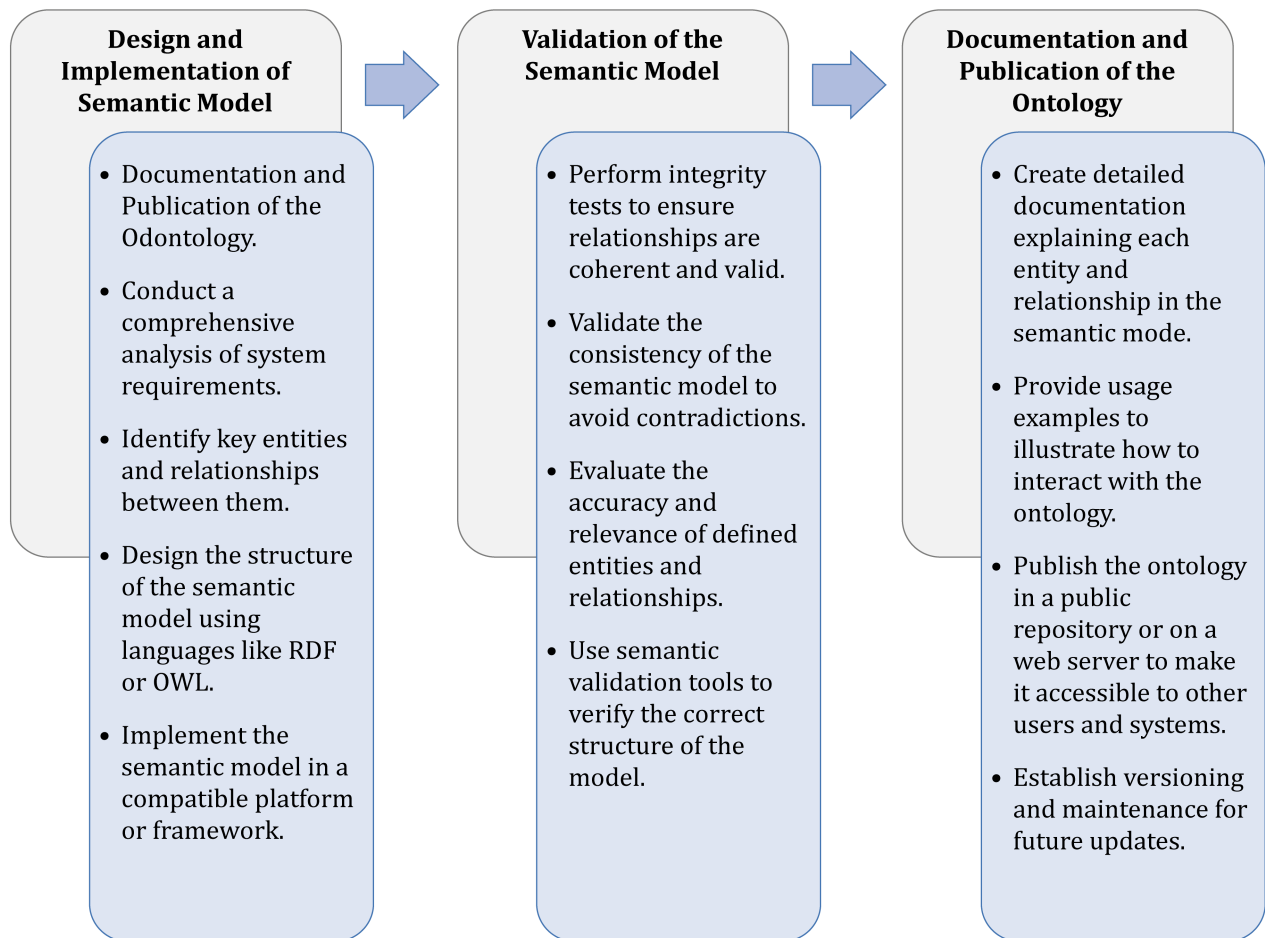 Design and
Implementation of
Semantic Model
• Documentation and
Publication of the
Odontology.
• Conduct a
comprehensive
analysis of system
requirements.
• Identify key entities
and relationships
between them.
• Design the structure
of the semantic
model using
languages like RDF
or OWL.
• Implement the
semantic model in a
compatible platform
or framework.
Validation of the
Semantic Model
• Perform integrity
tests to ensure
relationships are
coherent and valid.
• Validate the
consistency of the
semantic model to
avoid contradictions.
• Evaluate the
accuracy and
relevance of defined
entities and
relationships.
• Use semantic
validation tools to
verify the correct
structure of the
model.
Documentation and
Publication of the
Ontology
• Create detailed
documentation
explaining each
entity and
relationship in the
semantic mode.
• Provide usage
examples to
illustrate how to
interact with the
ontology.
• Publish the ontology
in a public
repository or on a
web server to make
it accessible to other
users and systems.
• Establish versioning
and maintenance for
future updates.